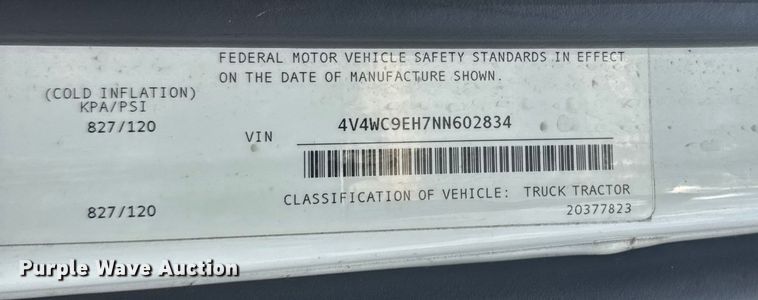 FEDERAL MOTOR VEHICLE SAFETY STANDARDS IN EFFECT
ON THE DATE OF MANUFACTURE SHOWN.
(COLD INFLATION)
KPA/PSI
827/120
VIN 4V4WC9EH7NN602834
CLASSIFICATION OF VEHICLE: TRUCK TRACTOR
827/120
20377823
Purple Wave Auction